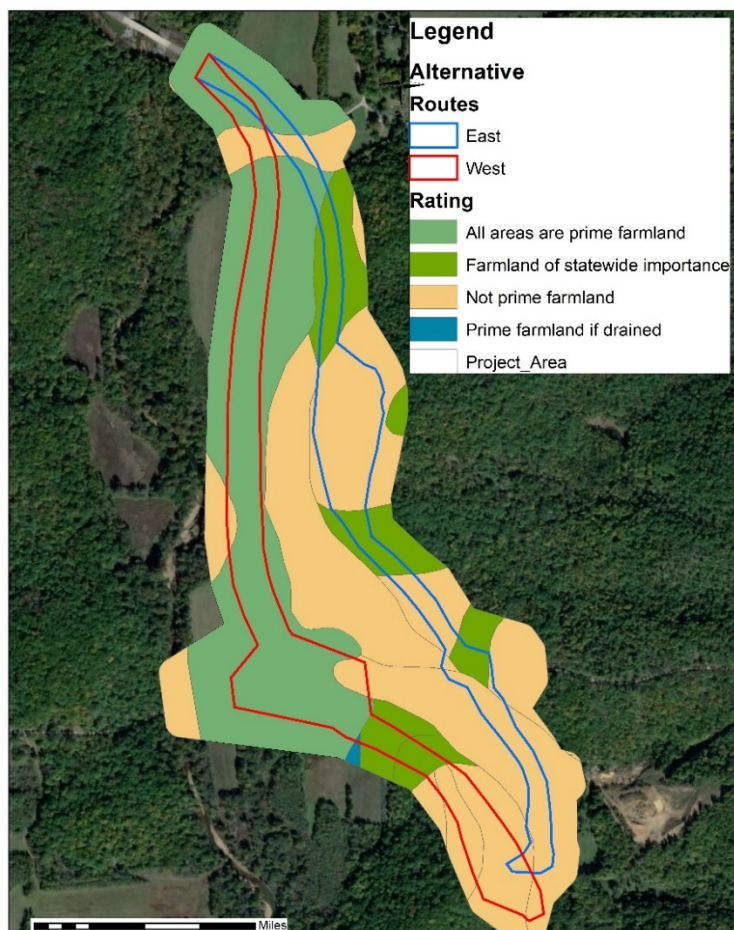 Legend
Alternative
Routes
East
West
Rating
All areas are prime farmland
Farmland of statewide importance
Not prime farmland
Prime farmland if drained
Project_Area
Miles